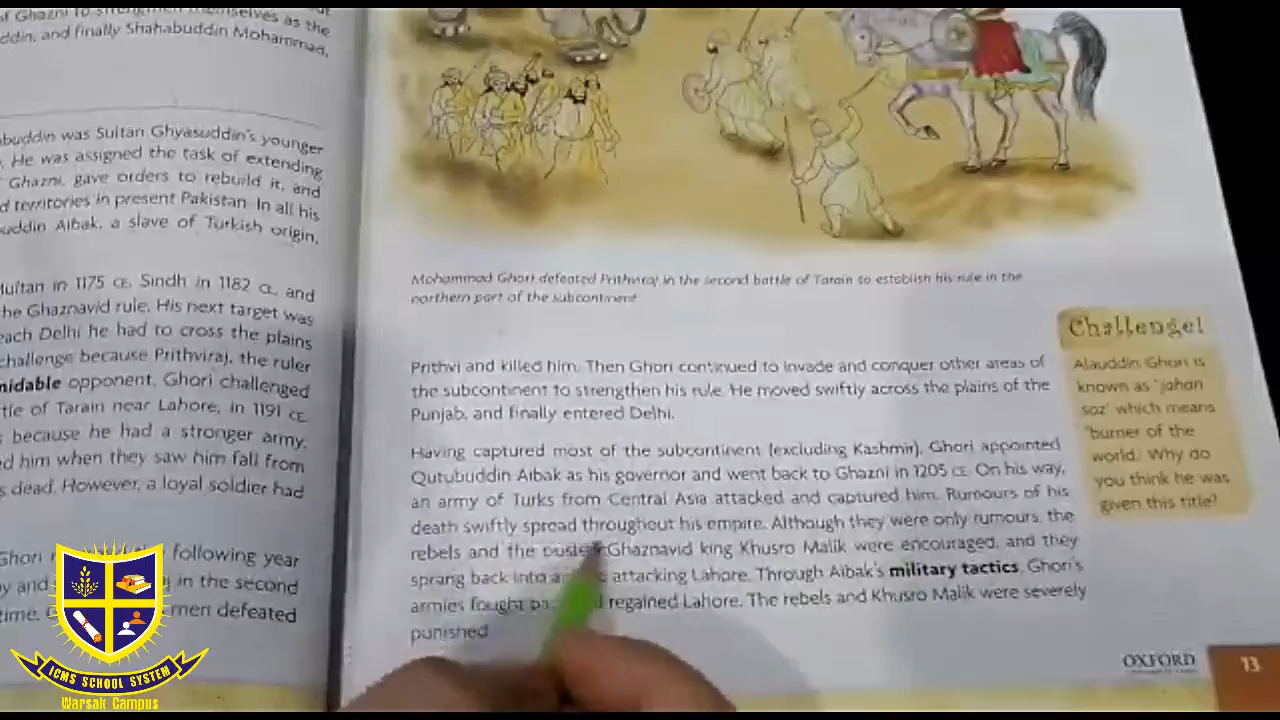 of Ghazni to strengthen themselves as the
ddin, and finally Shahabuddin Mohammad,
abuddin was Sultan Ghyasuddin's younger
He was assigned the task of extending
Ghazni, gave orders to rebuild it, and
d territories in present Pakistan. In all his
uddin Aibak, a slave of Turkish origin,
Multan in 1175 CE, Sindh in 1182 CE, and
he Ghaznavid rule. His next target was
each Delhi he had to cross the plains
challenge because Prithviraj, the ruler
midable opponent. Ghori challenged
tle of Tarain near Lahore, in 1191 CE.
s because he had a stronger army.
ed him when they saw him fall from
s dead. However, a loyal soldier had
Ghori following year
y and in the second
time. men defeated
Mohammad Ghori defeated Prithviraj in the second battle of Tarain to establish his rule in the
northern part of the subcontinent
Prithvi and killed him. Then Ghori continued to invade and conquer other areas of
the subcontinent to strengthen his rule. He moved swiftly across the plains of the
Punjab, and finally entered Delhi.
Having captured most of the subcontinent (excluding Kashmir), Ghori appointed
Qutubuddin Aibak as his governor and went back to Ghazni in 1205 CE. On his way,
an army of Turks from Central Asia attacked and captured him. Rumours of his
death swiftly spread throughout his empire. Although they were only rumours, the
rebels and the Ghaznavid king Khusro Malik were encouraged, and they
sprang back into attacking Lahore. Through Aibak's military tactics, Ghori's
armies fought regained Lahore. The rebels and Khusro Malik were severely
punished
Challenge!
Alauddin Ghori is
known as 'jahan
soz' which means
'burner of the
world.' Why do
you think he was
given this title?
OXFORD
13
ICMS SCHOOL SYSTEM
Warsak Campus